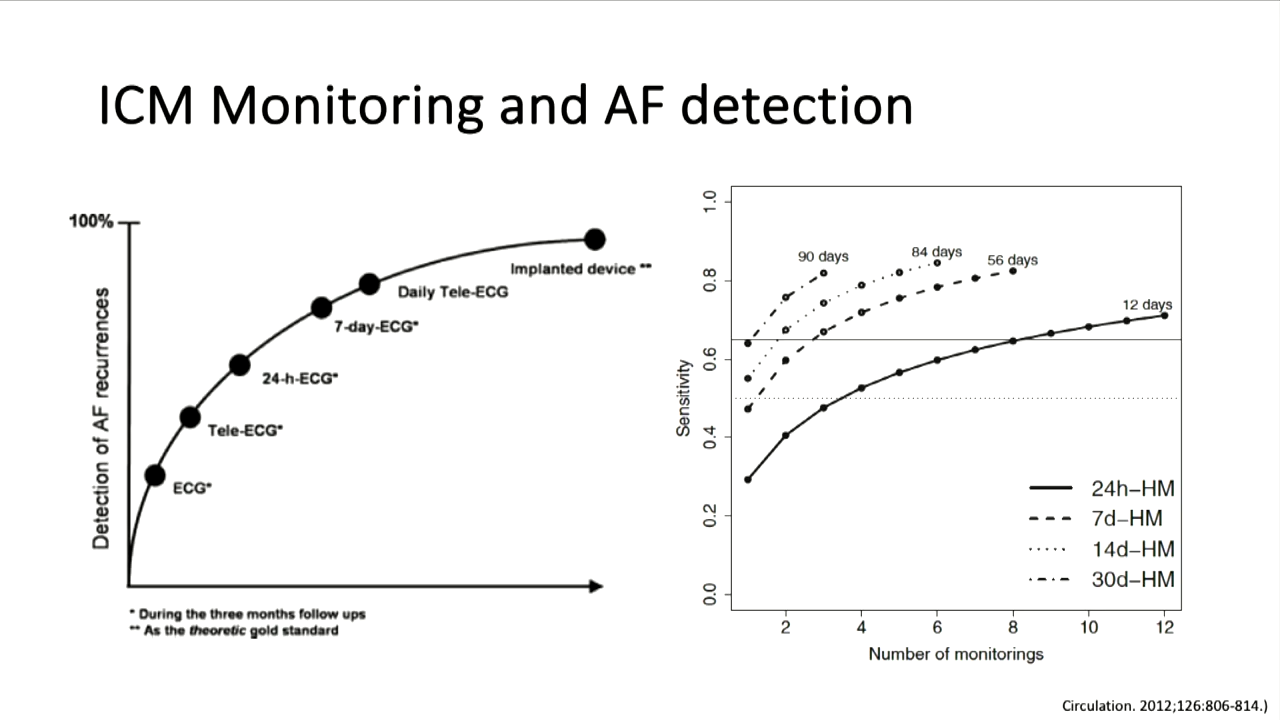 ICM Monitoring and AF detection
100%
Detection of AF recurrences
Implanted device **
Daily Tele-ECG
7-day-ECG*
24-h-ECG*
Tele-ECG*
ECG*
* During the three months follow ups
** As the theoretic gold standard
Sensitivity
1.0
0.8
0.6
0.4
0.2
0.0
90 days
84 days
56 days
12 days
24h–HM
7d–HM
14d–HM
30d–HM
2 4 6 8 10 12
Number of monitorings
Circulation. 2012;126:806-814.)